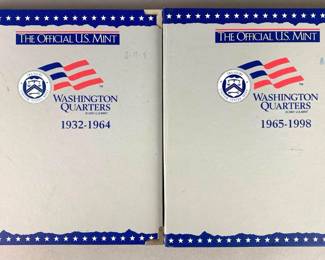 THE OFFICIAL U.S. MINT
WASHINGTON
QUARTERS
1932-1964
THE OFFICIAL U.S. MINT
WASHINGTON
QUARTERS
1965-1998